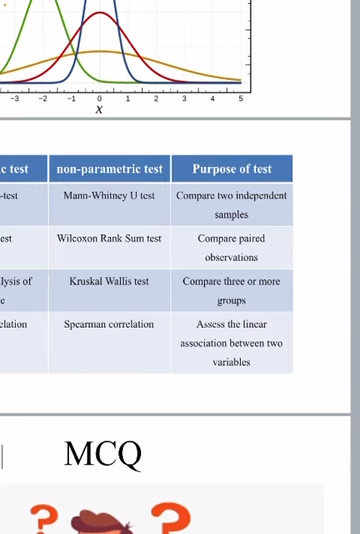 -3 -2 -1 0 1 2 3 4 5
x
c test non-parametric test Purpose of test
-test Mann-Whitney U test Compare two independent
samples
est Wilcoxon Rank Sum test Compare paired
observations
lysis of Kruskal Wallis test Compare three or more
e groups
elation Spearman correlation Assess the linear
association between two
variables
MCQ
? ?